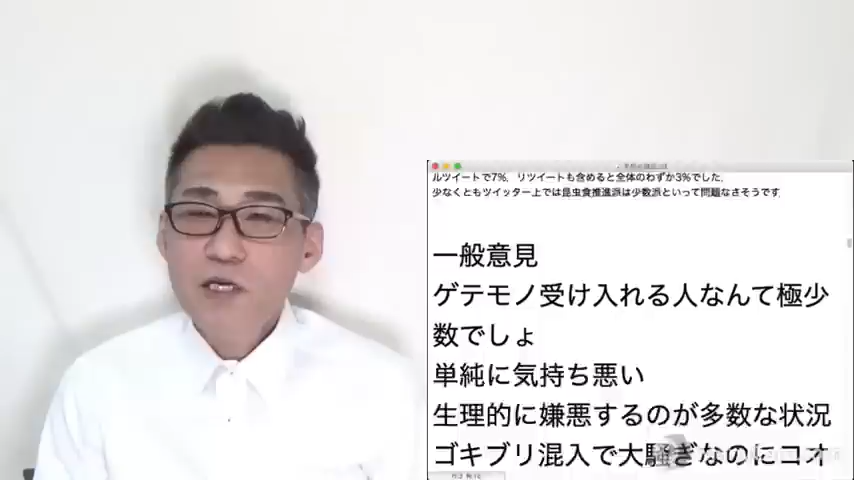 ルツイートで7%、リツイートも含めると全体のわずか3%でした。
少なくともツイッター上では昆虫食推進派は少数派といって問題なさそうです
一般意見
ゲテモノ受け入れる人なんて極少
数でしょ
単純に気持ち悪い
生理的に嫌悪するのが多数な状況
ゴキブリ混入で大騒ぎなのにコオ